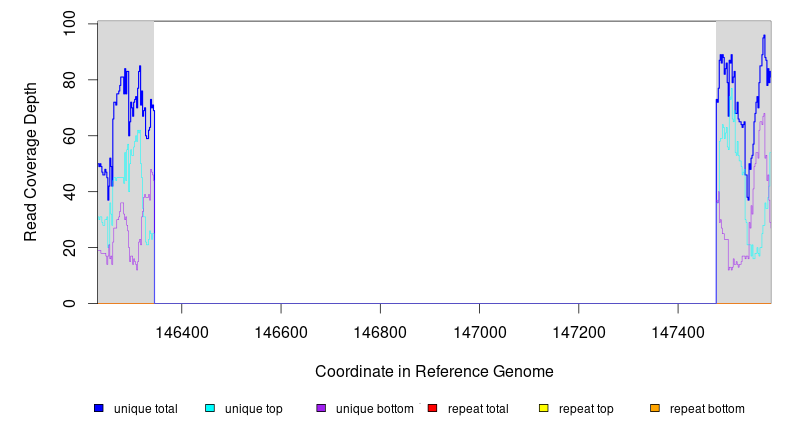 Read Coverage Depth
100
80
60
40
20
0
146400 146600 146800 147000 147200 147400
Coordinate in Reference Genome
unique total unique top unique bottom repeat total repeat top repeat bottom